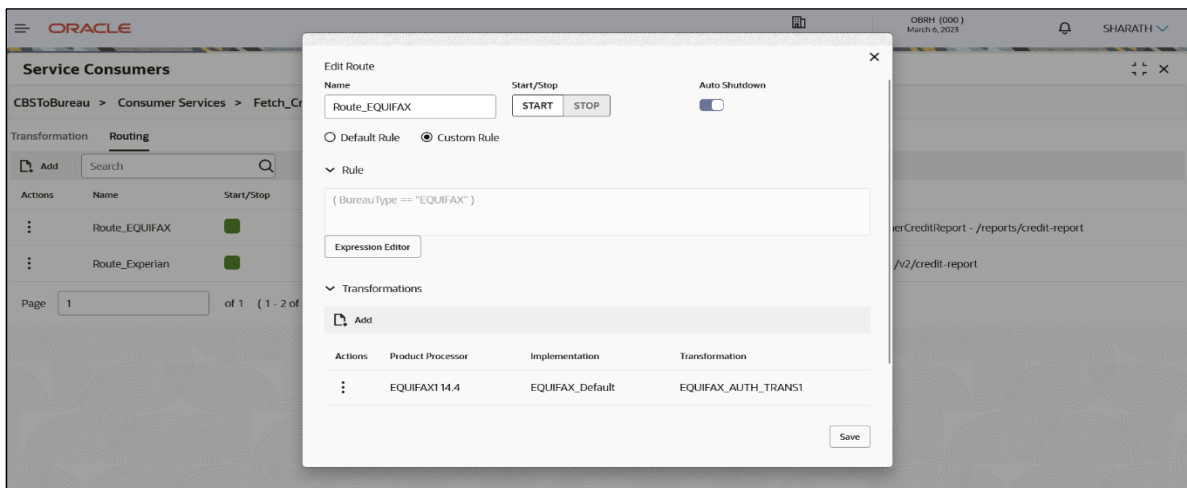 ORACLE
OBRH (000)
March 6, 2023
SHARATH
Service Consumers
CBSToBureau > Consumer Services > Fetch_Cr
Transformation Routing
Add Search
Actions Name Start/Stop
Route_EQUIFAX erCreditReport - /reports/credit-report
Route_Experian /v2/credit-report
Page 1 of 1 (1 - 2 of
Edit Route
Name Start/Stop Auto Shutdown
Route_EQUIFAX START STOP
Default Rule Custom Rule
Rule
( BureauType == "EQUIFAX" )
Expression Editor
Transformations
Add
Actions Product Processor Implementation Transformation
EQUIFAX1 14.4 EQUIFAX_Default EQUIFAX_AUTH_TRANS1
Save